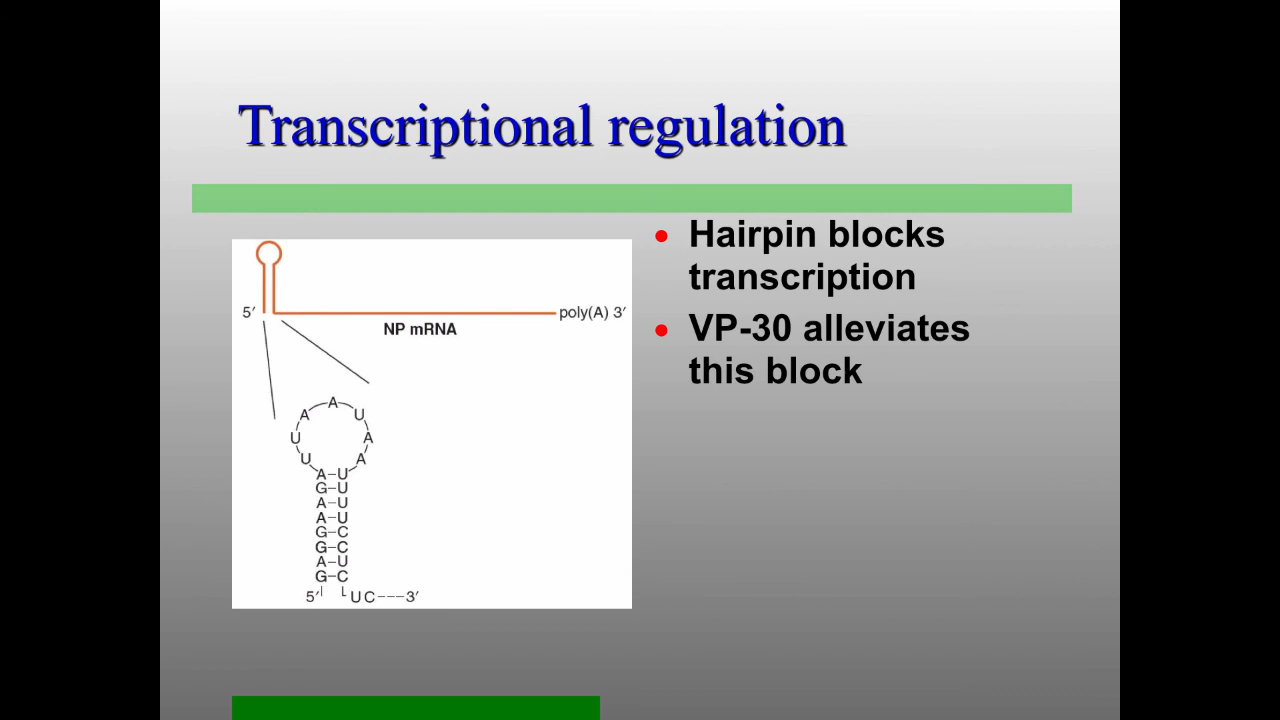 Transcriptional regulation
• Hairpin blocks
transcription
• VP-30 alleviates
this block
5′ poly(A) 3′
NP mRNA
A
A U
U A
U A
A–U
G–U
A–U
A–U
G–C
G–C
A–U
G–C
5′ UC---3′